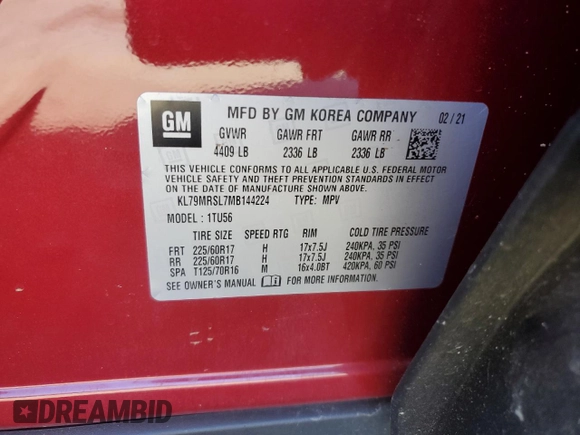 GM
MFD BY GM KOREA COMPANY 02/21
GVWR GAWR FRT GAWR RR
4409 LB 2336 LB 2336 LB
THIS VEHICLE CONFORMS TO ALL APPLICABLE U.S. FEDERAL MOTOR
VEHICLE SAFETY AND THEFT PREVENTION STANDARDS IN EFFECT
ON THE DATE OF MANUFACTURE SHOWN ABOVE.
KL79MRSL7MB144224 TYPE: MPV
MODEL: 1TU56
TIRE SIZE SPEED RTG RIM COLD TIRE PRESSURE
FRT 225/60R17 H 17x7.5J 240KPA, 35 PSI
RR 225/60R17 H 17x7.5J 240KPA, 35 PSI
SPA T125/70R16 M 16x4.0BT 420KPA, 60 PSI
SEE OWNER'S MANUAL i FOR MORE INFORMATION.
DREAMBID